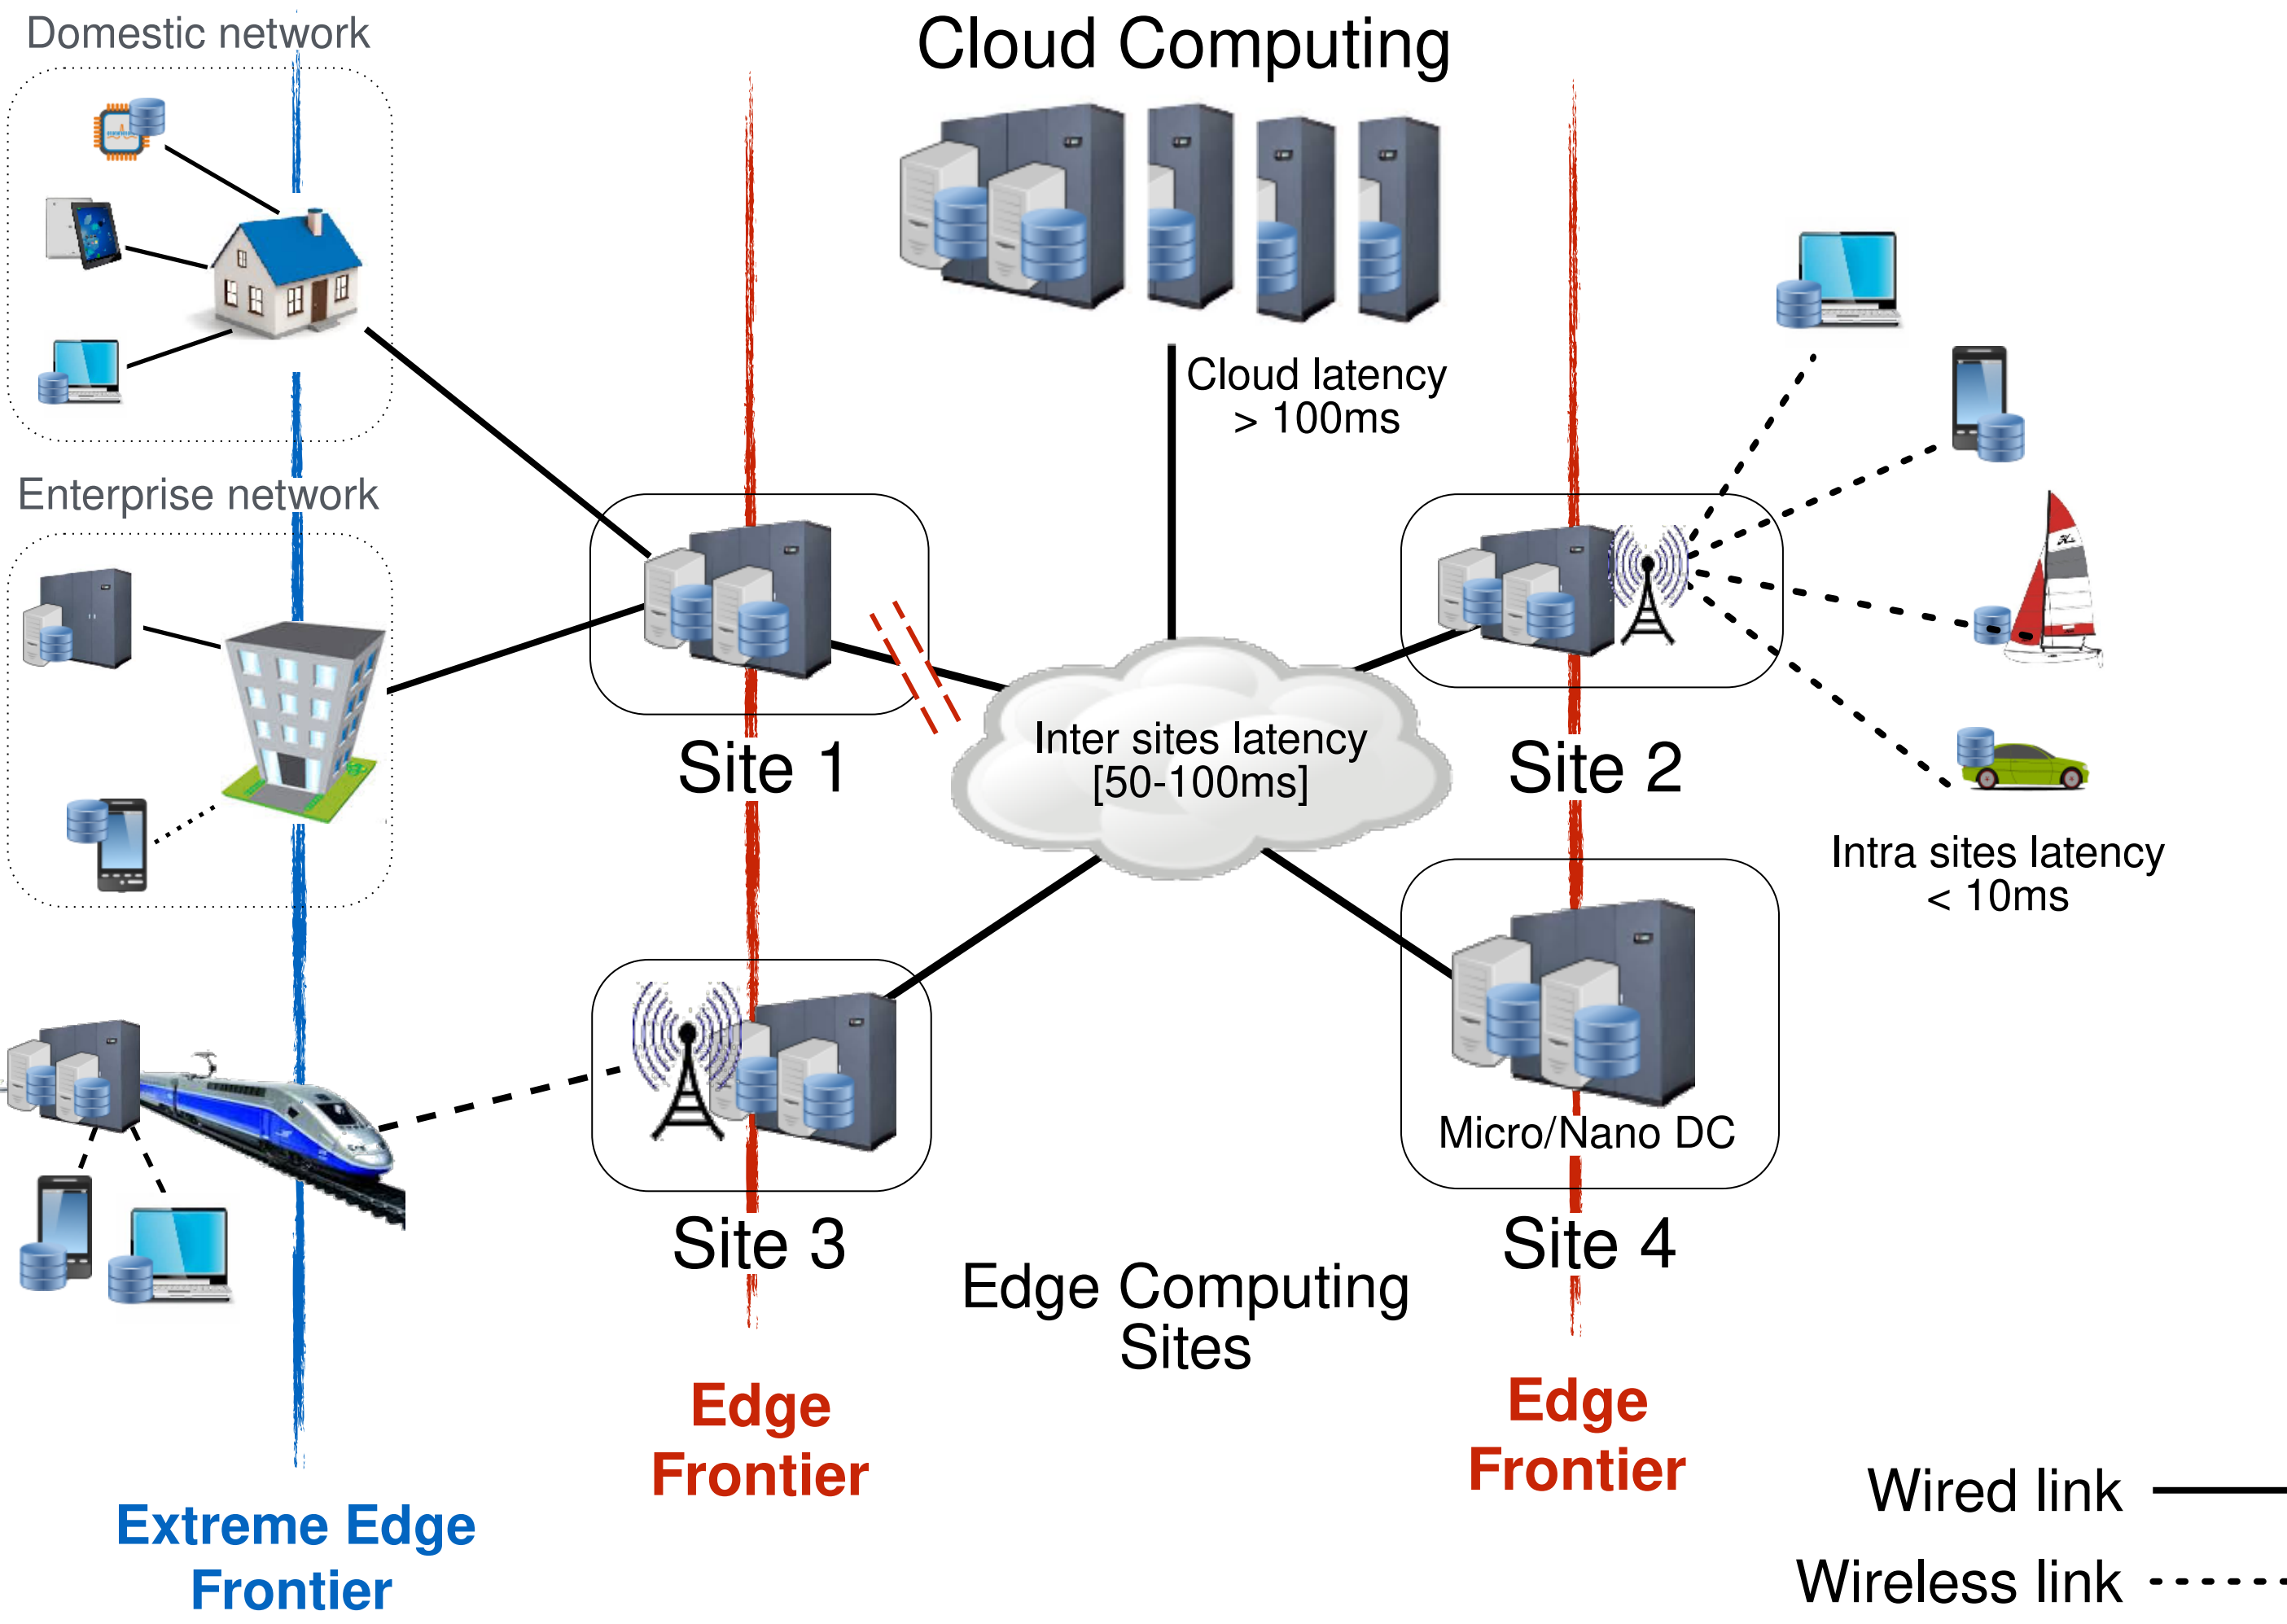 Domestic network
Cloud Computing
Cloud latency
> 100ms
Enterprise network
Inter sites latency
[50-100ms]
Site 1
Site 2
Intra sites latency
< 10ms
Micro/Nano DC
Site 3
Site 4
Edge Computing
Sites
Edge
Frontier
Edge
Frontier
Extreme Edge
Frontier
Wired link
Wireless link